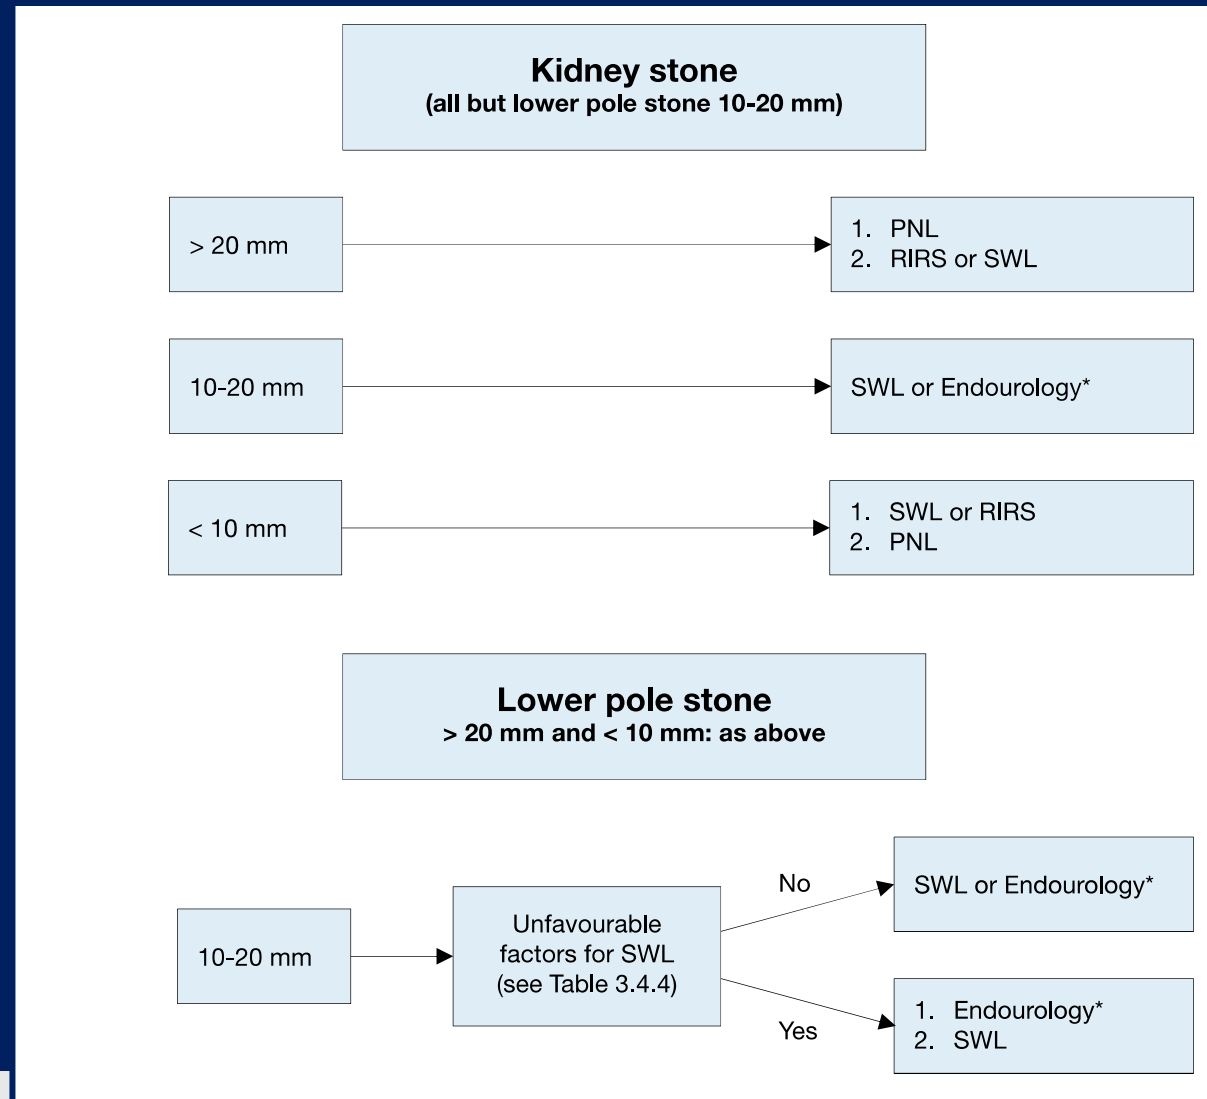 Kidney stone
(all but lower pole stone 10-20 mm)
> 20 mm
1. PNL
2. RIRS or SWL
10-20 mm
SWL or Endourology*
< 10 mm
1. SWL or RIRS
2. PNL
Lower pole stone
> 20 mm and < 10 mm: as above
10-20 mm
Unfavourable
factors for SWL
(see Table 3.4.4)
No
SWL or Endourology*
Yes
1. Endourology*
2. SWL